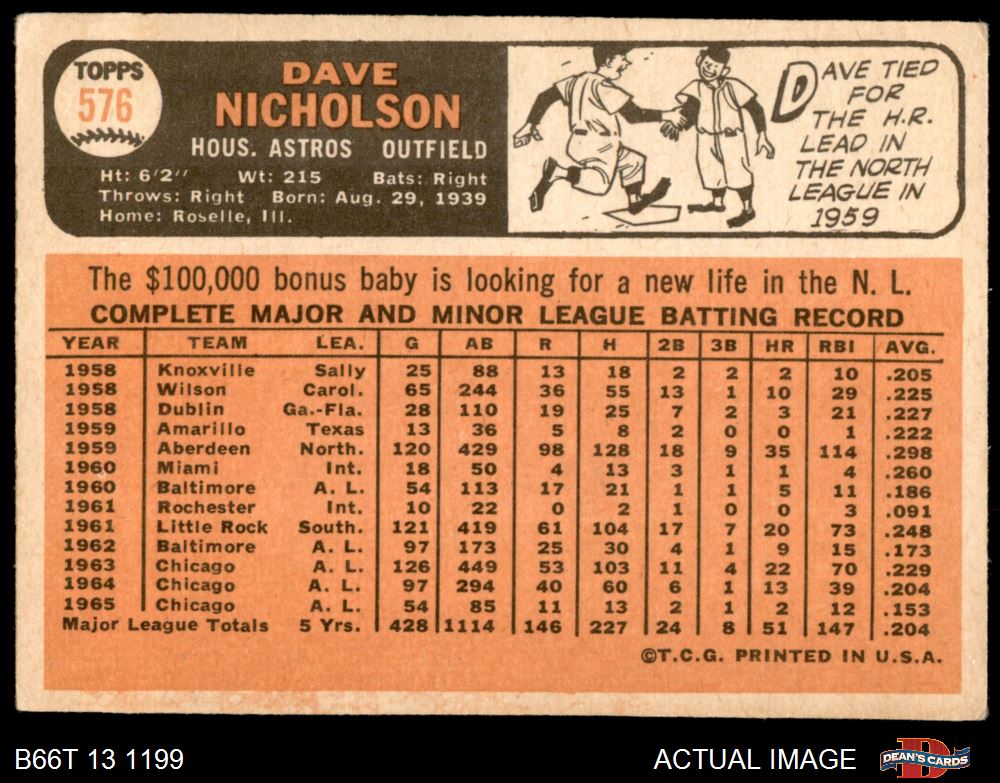 TOPPS
576
DAVE
NICHOLSON
HOUS. ASTROS OUTFIELD
Ht: 6'2" Wt: 215 Bats: Right
Throws: Right Born: Aug. 29, 1939
Home: Roselle, Ill.
DAVE TIED
FOR
THE H.R.
LEAD IN
THE NORTH
LEAGUE IN
1959
The $100,000 bonus baby is looking for a new life in the N. L.
COMPLETE MAJOR AND MINOR LEAGUE BATTING RECORD
YEAR TEAM LEA. G AB R H 2B 3B HR RBI AVG.
1958 Knoxville Sally 25 88 13 18 2 2 2 10 .205
1958 Wilson Carol. 65 244 36 55 13 1 10 29 .225
1958 Dublin Ga.-Fla. 28 110 19 25 7 2 3 21 .227
1959 Amarillo Texas 13 36 5 8 2 0 0 1 .222
1959 Aberdeen North. 120 429 98 128 18 9 35 114 .298
1960 Miami Int. 18 50 4 13 3 1 1 4 .260
1960 Baltimore A. L. 54 113 17 21 1 1 5 11 .186
1961 Rochester Int. 10 22 0 2 1 0 0 3 .091
1961 Little Rock South. 121 419 61 104 17 7 20 73 .248
1962 Baltimore A. L. 97 173 25 30 4 1 9 15 .173
1963 Chicago A. L. 126 449 53 103 11 4 22 70 .229
1964 Chicago A. L. 97 294 40 60 6 1 13 39 .204
1965 Chicago A. L. 54 85 11 13 2 1 2 12 .153
Major League Totals 5 Yrs. 428 1114 146 227 24 8 51 147 .204
©T.C.G. PRINTED IN U.S.A.
B66T 13 1199
ACTUAL IMAGE
DEAN'S CARDS